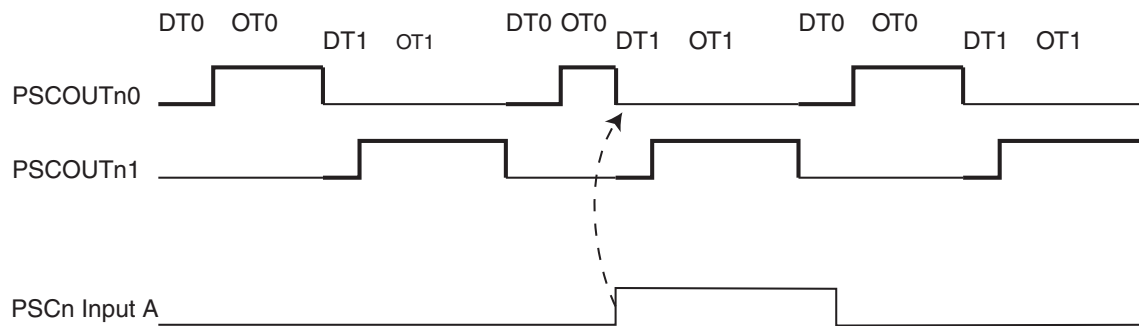 DT0 OT0 DT0 OT0 DT0 OT0
DT1 OT1 DT1 OT1 DT1 OT1
PSCOUTn0
PSCOUTn1
PSCn Input A